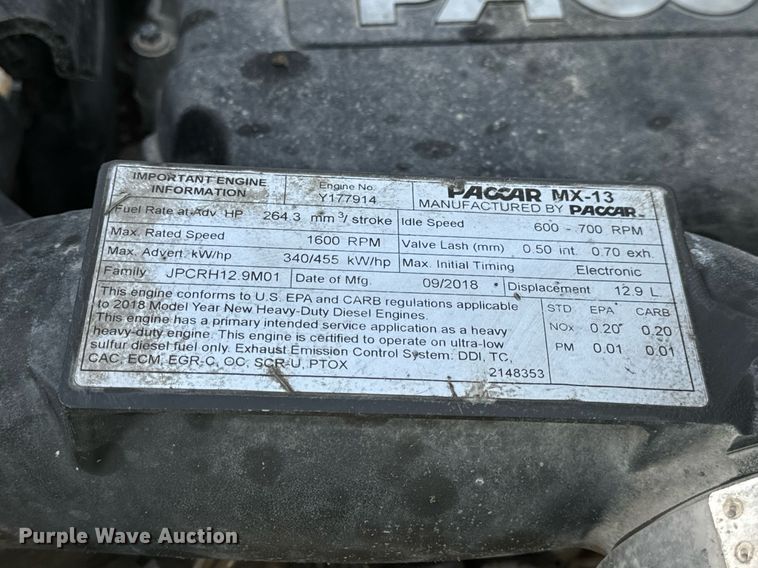 PACCAR
IMPORTANT ENGINE INFORMATION
Engine No.
Y177914
PACCAR MX-13
MANUFACTURED BY PACCAR
Fuel Rate at Adv. HP 264.3 mm³/ stroke
Idle Speed 600 - 700 RPM
Max. Rated Speed 1600 RPM
Valve Lash (mm) 0.50 int. 0.70 exh.
Max. Advert. kW/hp 340/455 kW/hp
Max. Initial Timing Electronic
Family JPCRH12.9M01
Date of Mfg. 09/2018
Displacement 12.9 L
This engine conforms to U.S. EPA and CARB regulations applicable
to 2018 Model Year New Heavy-Duty Diesel Engines.
This engine has a primary intended service application as a heavy
heavy-duty engine. This engine is certified to operate on ultra-low
sulfur diesel fuel only. Exhaust Emission Control System: DDI, TC,
CAC, ECM, EGR-C, OC, SCR-U, PTOX
2148353
STD EPA CARB
NOx 0.20 0.20
PM 0.01 0.01
Purple Wave Auction